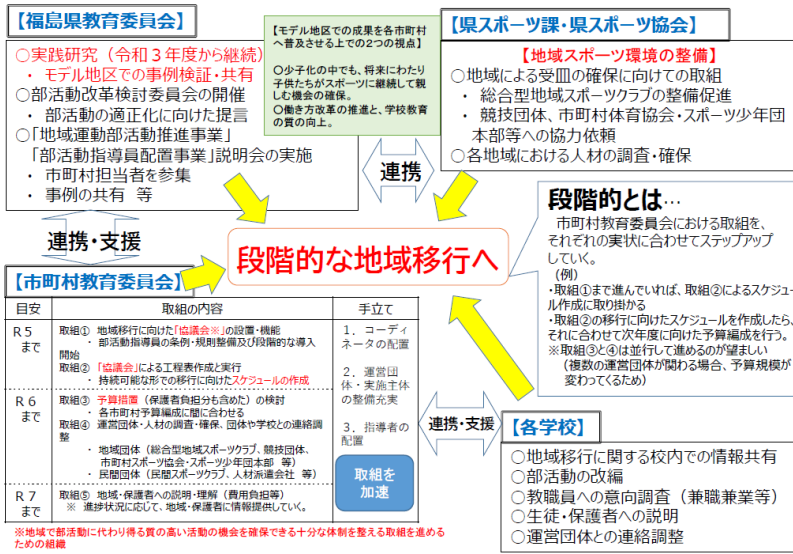 【福島県教育委員会】
○実践研究（令和３年度から継続）
・ モデル地区での事例検証・共有
○部活動改革検討委員会の開催
・ 部活動の適正化に向けた提言
○「地域運動部活動推進事業」
「部活動指導員配置事業」説明会の実施
・ 市町村担当者を参集
・ 事例の共有 等
【モデル地区での成果を各市町村
へ普及させる上での2つの視点】
○少子化の中でも、将来にわたり
子供たちがスポーツに継続して親
しむ機会の確保。
○働き方改革の推進と、学校教育
の質の向上。
【県スポーツ課・県スポーツ協会】
【地域スポーツ環境の整備】
○地域による受皿の確保に向けての取組
・ 総合型地域スポーツクラブの整備促進
・ 競技団体、市町村体育協会・スポーツ少年団
本部等への協力依頼
○各地域における人材の調査・確保
連携
連携・支援
段階的な地域移行へ
段階的とは…
市町村教育委員会における取組を、
それぞれの実状に合わせてステップアップ
していく。
（例）
・取組①まで進んでいれば、取組②によるスケジュー
ル作成に取り掛かる
・取組②の移行に向けたスケジュールを作成したら、
それに合わせて次年度に向けた予算編成を行う。
※取組③と④は並行して進めるのが望ましい
（複数の運営団体が関わる場合、予算規模が
変わってくるため）
【市町村教育委員会】
目安 取組の内容 手立て
Ｒ５
まで
取組① 地域移行に向けた「協議会※」の設置・機能
・ 部活動指導員の条例・規則整備及び段階的な導入
開始
取組② 「協議会」による工程表作成と実行
・ 持続可能な形での移行に向けたスケジュールの作成
Ｒ６
まで
取組③ 予算措置（保護者負担分も含めた）の検討
・ 各市町村予算編成に間に合わせる
取組④ 運営団体・人材の調査・確保、団体や学校との連絡調
整
・ 地域団体（総合型地域スポーツクラブ、競技団体、
市町村スポーツ協会・スポーツ少年団本部 等）
・ 民間団体（民間スポーツクラブ、人材派遣会社 等）
Ｒ７
まで
取組⑤ 地域・保護者への説明・理解（費用負担等）
※ 進捗状況に応じて、地域・保護者に情報提供していく。
１．コーディ
ネータの配置
２．運営団
体・実施主体
の整備充実
３．指導者の
配置
取組を
加速
※地域で部活動に代わり得る質の高い活動の機会を確保できる十分な体制を整える取組を進める
ための組織
連携・支援
【各学校】
○地域移行に関する校内での情報共有
○部活動の改編
○教職員への意向調査（兼職兼業等）
○生徒・保護者への説明
○運営団体との連絡調整